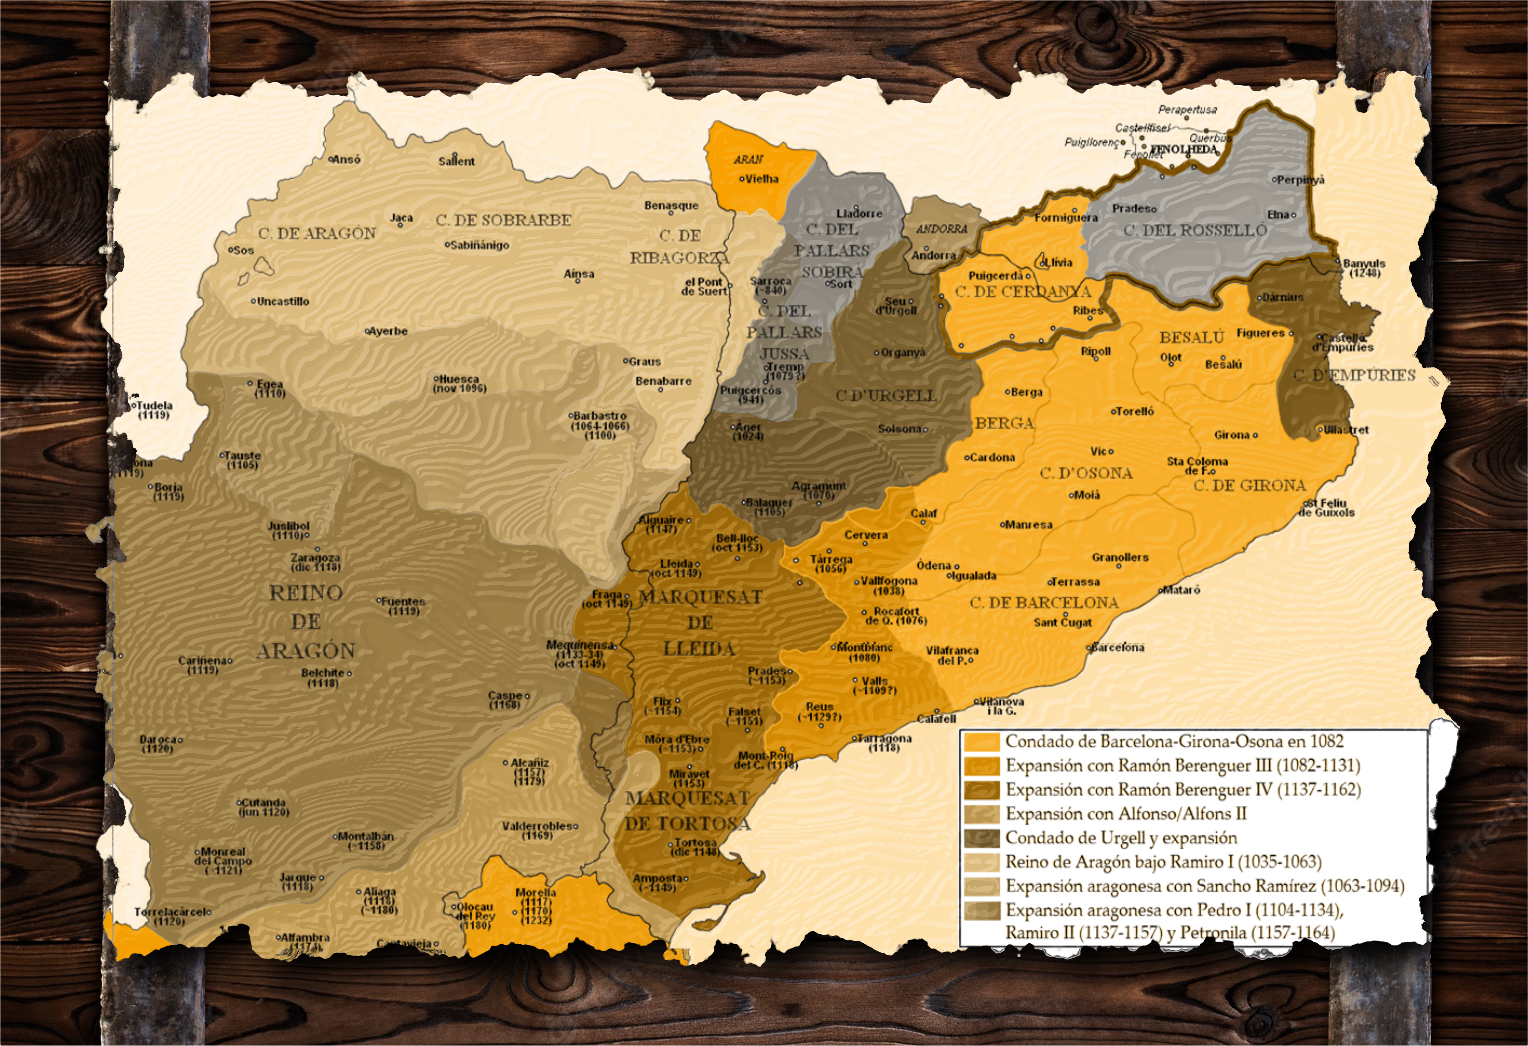 Perapertusa
Castellfisel
Puigllorenç
Querbús
FENOLHEDA
Fenollet
Ansó
Sallent
ARAN
Vielha
Perpinyà
Benasque
Jaca
C. DE SOBRARBE
C. DE ARAGÓN
Lladorre
Formiguera
Prades
Elna
C. DEL ROSSELLÓ
C. DEL
PALLARS
SOBIRÀ
ANDORRA
Andorra
Sos
Sabiñánigo
C. DE
RIBAGORZA
Llívia
Banyuls
(1248)
Aínsa
el Pont
de Suert
Sarroca
(~840)
Sort
Puigcerdà
C. DE CERDANYA
Uncastillo
Seu
d'Urgell
Ribes
Dàrnius
C. DEL
PALLARS
JUSSÀ
Ayerbe
BESALÚ
Figueres
Castelló
d'Empúries
Organyà
Ripoll
Olot
Besalú
Graus
Tremp
(1079?)
C. D'EMPÚRIES
Egea
(1110)
Huesca
(nov 1096)
Benabarre
Puigcercós
(941)
C D'URGELL
Berga
Tudela
(1119)
Barbastro
(1064-1066)
(1100)
Àger
(1024)
Solsona
BERGA
Torelló
Girona
Ullastret
Tauste
(1105)
ona
1119)
Cardona
Vic
C. D'OSONA
Sta Coloma
de F.
C. DE GIRONA
Borja
(1119)
Agramunt
(1070)
Balaguer
(1105)
Moià
St Feliu
de Guíxols
Juslibol
(1110)
Alguaire
(1147)
Calaf
Manresa
Zaragoza
(dic 1118)
Bell-lloc
(oct 1153)
Cervera
Tàrrega
(1056)
Òdena
Igualada
Granollers
Lleida
(oct 1149)
Vallfogona
(1038)
Terrassa
Mataró
REINO
DE
ARAGÓN
Fuentes
(1119)
Fraga
(oct 1149)
MARQUESAT
DE
LLEIDA
Rocafort
de Q. (1076)
C. DE BARCELONA
Sant Cugat
Mequinensa
(1133-34)
(oct 1149)
Montblanc
(1080)
Vilafranca
del P.
Barcelona
Cariñena
(1119)
Belchite
(1118)
Prades
(~1153)
Valls
(~1109?)
Caspe
(1168)
Flix
(~1154)
Falset
(~1151)
Reus
(~1129?)
Vilanova
i la G.
Calafell
Daroca
(1120)
Móra d'Ebre
(~1153)
Mont-Roig
del C. (1118)
Tarragona
(1118)
Alcañiz
(1157)
(1179)
Miravet
(1153)
MARQUESAT
DE TORTOSA
Cutanda
(jun 1120)
Valderrobles
(1169)
Tortosa
(dic 1148)
Montalbán
(~1158)
Monreal
del Campo
(~1121)
Jarque
(1118)
Aliaga
(1118)
(~1180)
Amposta
(~1149)
Morella
(1117)
(1170)
(1232)
Olocau
del Rey
(1180)
Torrelacárcel
(1120)
Alfambra
(1174)
Cantavieja
Condado de Barcelona-Girona-Osona en 1082
Expansión con Ramón Berenguer III (1082-1131)
Expansión con Ramón Berenguer IV (1137-1162)
Expansión con Alfonso/Alfons II
Condado de Urgell y expansión
Reino de Aragón bajo Ramiro I (1035-1063)
Expansión aragonesa con Sancho Ramírez (1063-1094)
Expansión aragonesa con Pedro I (1104-1134),
Ramiro II (1137-1157) y Petronila (1157-1164)